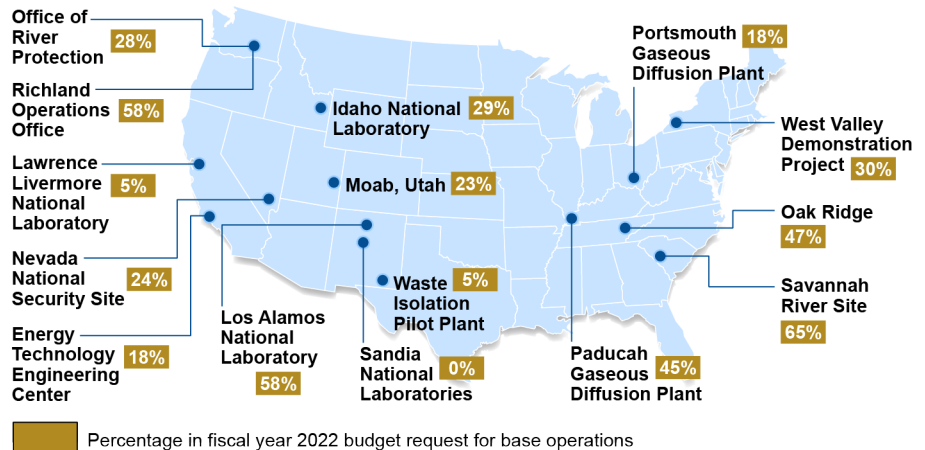 Office of
River
Protection
28%
Richland
Operations
Office
58%
Lawrence
Livermore
National
Laboratory
5%
Nevada
National
Security Site
24%
Energy
Technology
Engineering
Center
18%
Idaho National
Laboratory
29%
Moab, Utah 23%
Los Alamos
National
Laboratory
58%
Waste
Isolation
Pilot Plant
5%
Sandia
National
Laboratories
0%
Portsmouth
Gaseous
Diffusion Plant
18%
West Valley
Demonstration
Project 30%
Oak Ridge
47%
Savannah
River Site
65%
Paducah
Gaseous
Diffusion Plant
45%
Percentage in fiscal year 2022 budget request for base operations